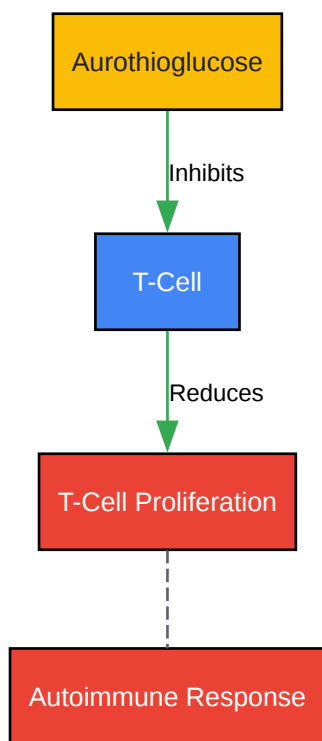 Aurothioglucose
Inhibits
T-Cell
Reduces
T-Cell Proliferation
Autoimmune Response